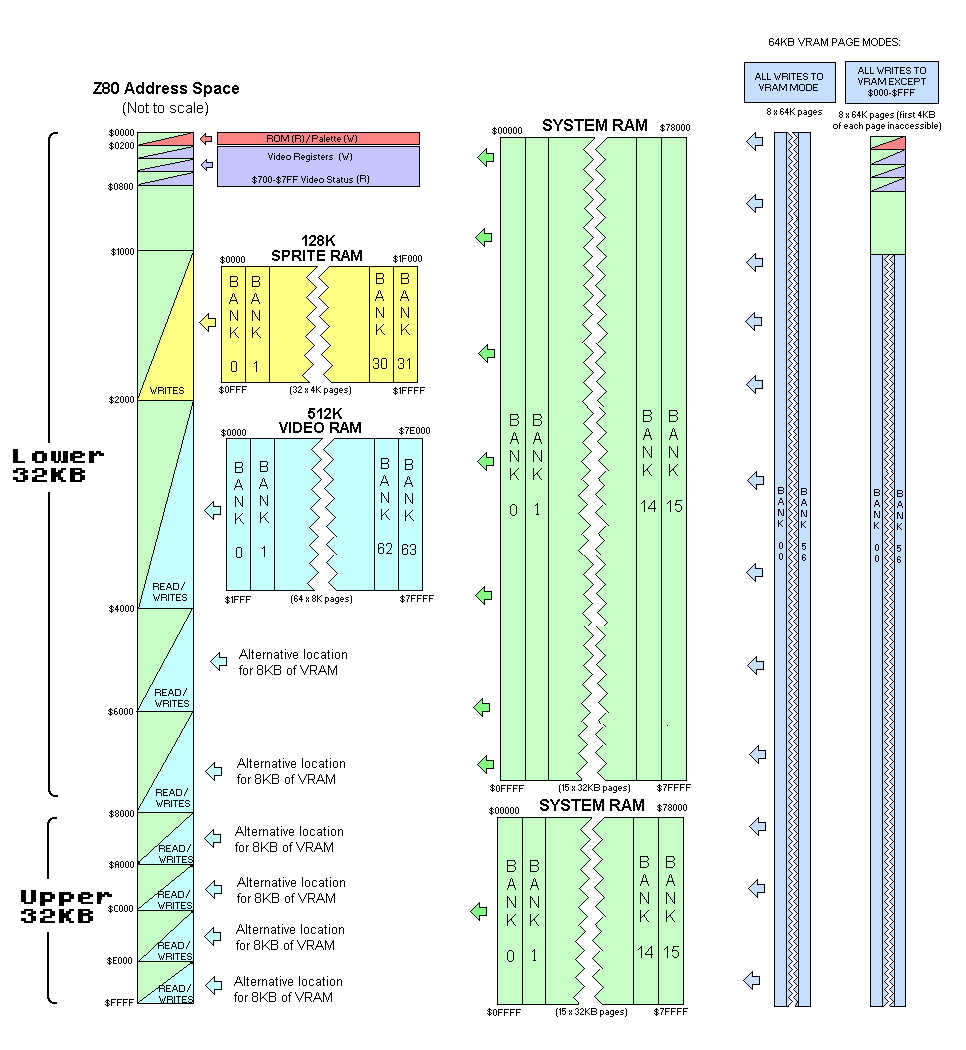 64KB VRAM PAGE MODES:
ALL WRITES TO
VRAM MODE
ALL WRITES TO
VRAM EXCEPT
$000-$FFF
8 x 64K pages
8 x 64K pages (first 4KB
of each page inaccessible)
Z80 Address Space
(Not to scale)
$0000
$0200
$0800
$1000
$2000
$4000
$6000
$8000
$A000
$C000
$E000
$FFFF
Lower
32KB
Upper
32KB
ROM (R) / Palette (W)
Video Registers (W)
$700-$7FF Video Status (R)
WRITES
READ/
WRITES
READ/
WRITES
READ/
WRITES
READ/
WRITES
READ/
WRITES
READ/
WRITES
READ/
WRITES
128K
SPRITE RAM
$0000
$1F000
BANK 0
BANK 1
BANK 30
BANK 31
$0FFF
(32 x 4K pages)
$1FFFF
512K
VIDEO RAM
$0000
$7E000
BANK 0
BANK 1
BANK 62
BANK 63
$1FFF
(64 x 8K pages)
$7FFFF
Alternative location
for 8KB of VRAM
Alternative location
for 8KB of VRAM
Alternative location
for 8KB of VRAM
Alternative location
for 8KB of VRAM
Alternative location
for 8KB of VRAM
Alternative location
for 8KB of VRAM
SYSTEM RAM
$00000
$78000
BANK 0
BANK 1
BANK 14
BANK 15
$0FFFF
(15 x 32KB pages)
$7FFFF
SYSTEM RAM
$00000
$78000
BANK 0
BANK 1
BANK 14
BANK 15
$0FFFF
(15 x 32KB pages)
$7FFFF
BANK 00
BANK 56
BANK 00
BANK 56